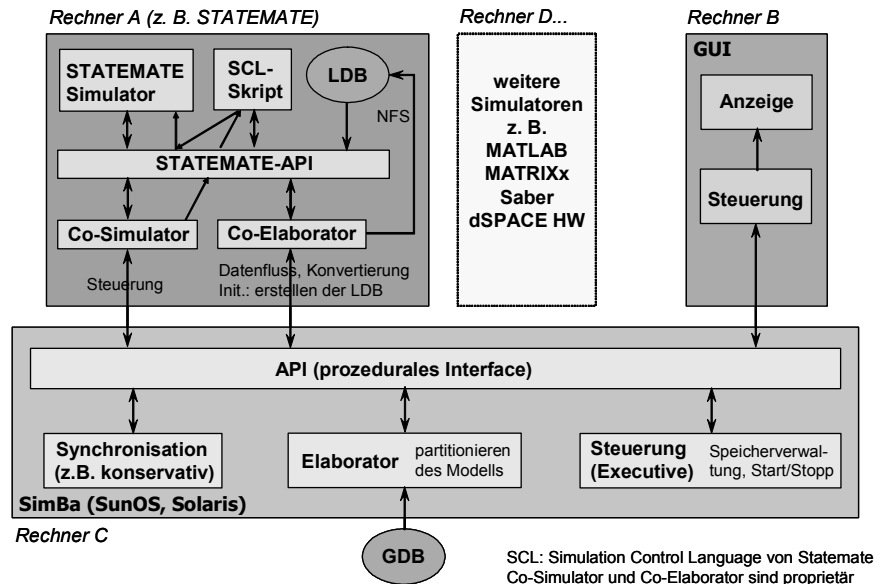 Rechner A (z. B. STATEMATE)
STATEMATE
Simulator
SCL-
Skript
LDB
NFS
STATEMATE-API
Co-Simulator
Co-Elaborator
Steuerung
Datenfluss, Konvertierung
Init.: erstellen der LDB
Rechner D...
weitere
Simulatoren
z. B.
MATLAB
MATRIXx
Saber
dSPACE HW
Rechner B
GUI
Anzeige
Steuerung
API (prozedurales Interface)
Synchronisation
(z.B. konservativ)
Elaborator
partitionieren
des Modells
Steuerung
(Executive)
Speicherverwal-
tung, Start/Stopp
SimBa (SunOS, Solaris)
Rechner C
GDB
SCL: Simulation Control Language von Statemate
Co-Simulator und Co-Elaborator sind proprietär